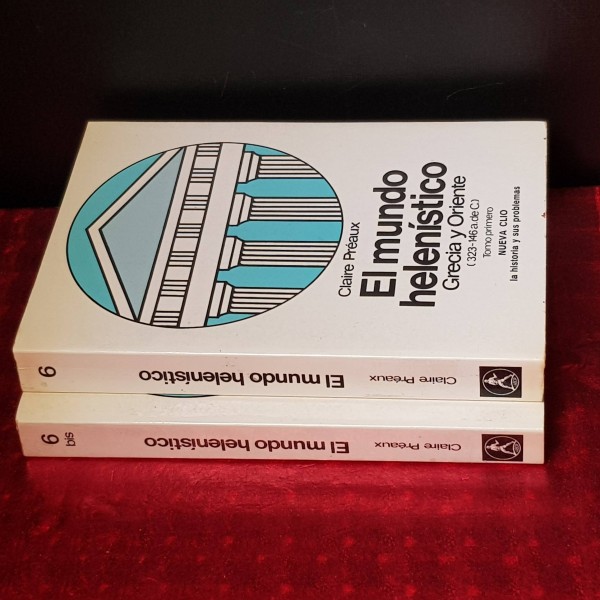 Claire Préaux
El mundo
helenístico
Grecia y Oriente
(323-146 a. de C.)
Tomo primero
NUEVA CLIO
la historia y sus problemas
Claire Préaux El mundo helenístico 6
Claire Préaux El mundo helenístico 6 bis